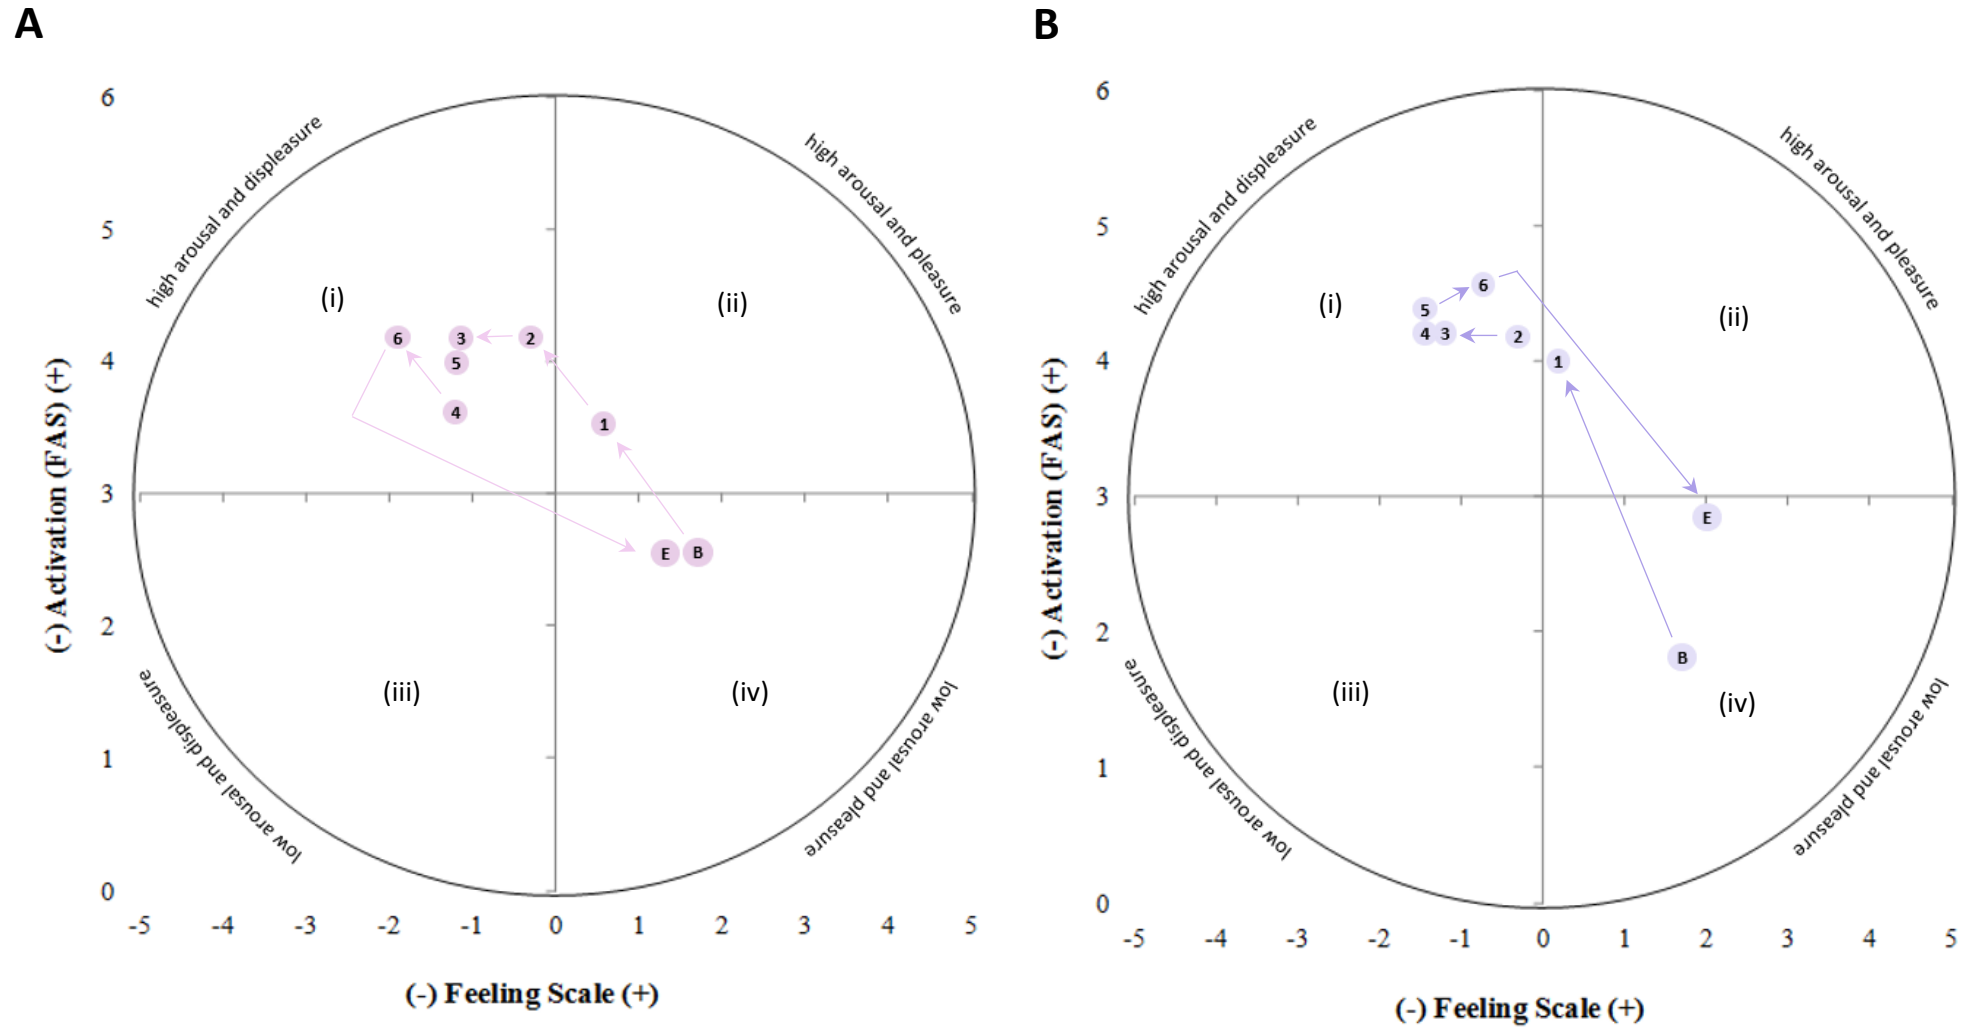 A
6
5
4
3
2
1
0
-5 -4 -3 -2 -1 0 1 2 3 4 5
(-) Activation (FAS) (+)
(-) Feeling Scale (+)
high arousal and displeasure
high arousal and pleasure
low arousal and displeasure
low arousal and pleasure
(i)
(ii)
(iii)
(iv)
6
3
2
5
4
1
E
B
B
6
5
4
3
2
1
0
-5 -4 -3 -2 -1 0 1 2 3 4 5
(-) Activation (FAS) (+)
(-) Feeling Scale (+)
high arousal and displeasure
high arousal and pleasure
low arousal and displeasure
low arousal and pleasure
(i)
(ii)
(iii)
(iv)
6
5
4
3
2
1
E
B